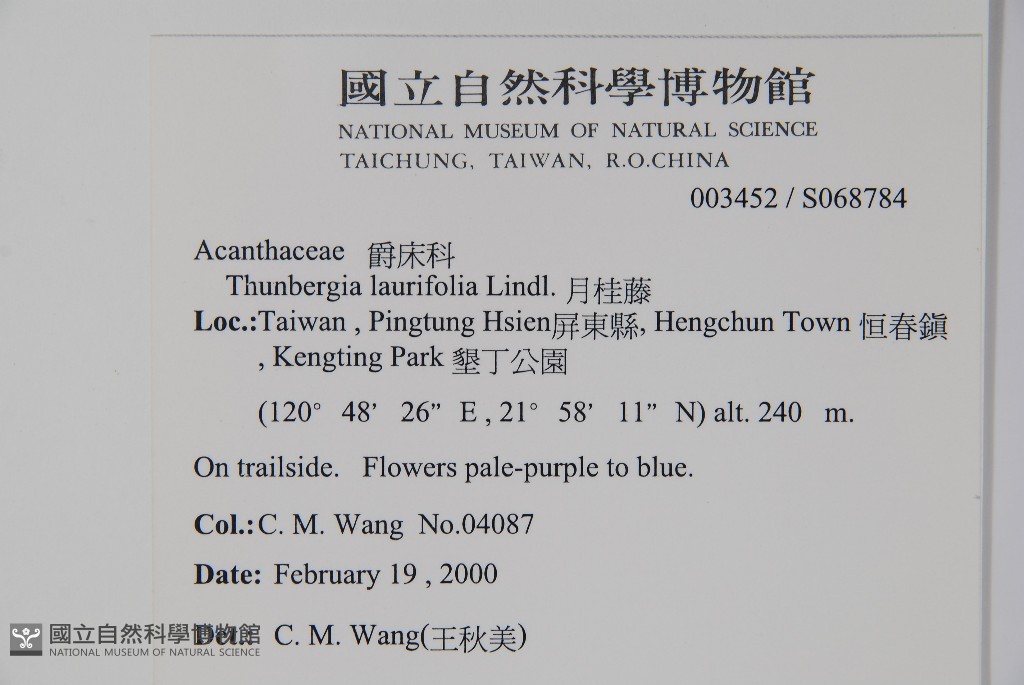 國立自然科學博物館
NATIONAL MUSEUM OF NATURAL SCIENCE
TAICHUNG, TAIWAN, R.O.CHINA
003452 / S068784
Acanthaceae 爵床科
Thunbergia laurifolia Lindl. 月桂藤
Loc.:Taiwan , Pingtung Hsien屏東縣, Hengchun Town 恒春鎭
, Kengting Park 墾丁公園
(120° 48’ 26” E , 21° 58’ 11” N) alt. 240 m.
On trailside. Flowers pale-purple to blue.
Col.: C. M. Wang No.04087
Date: February 19 , 2000
Det.: C. M. Wang(王秋美)
國立自然科學博物館
NATIONAL MUSEUM OF NATURAL SCIENCE